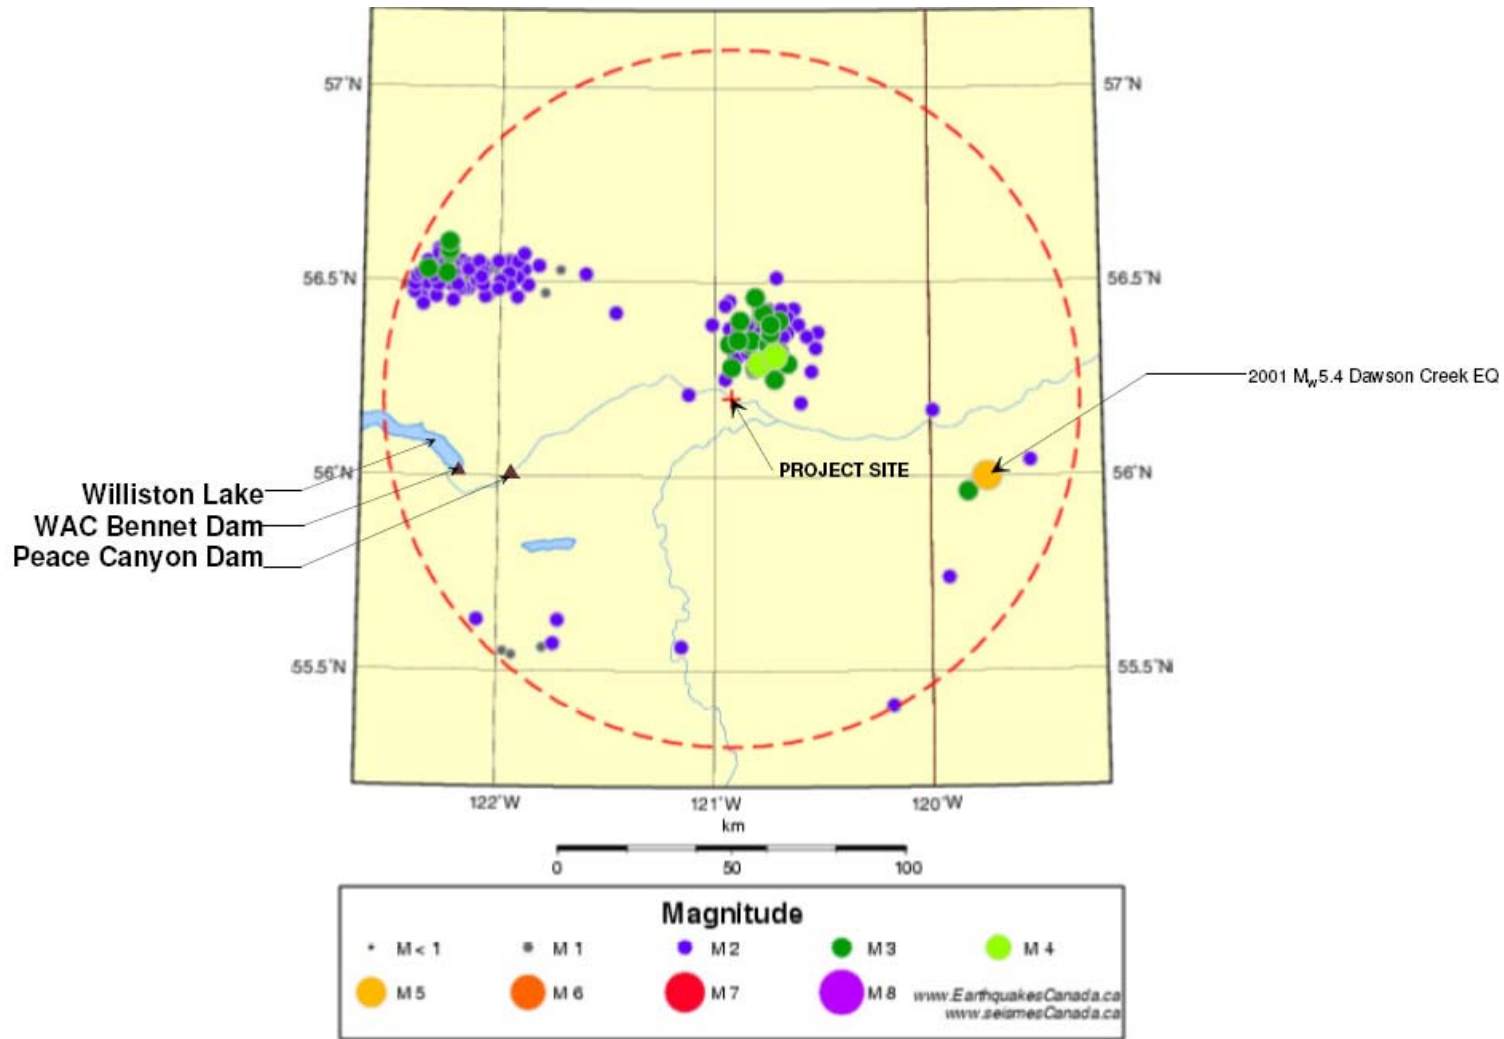 57°N 57°N
56.5°N 56.5°N
2001 Mw5.4 Dawson Creek EQ
PROJECT SITE
56°N 56°N
Williston Lake
WAC Bennet Dam
Peace Canyon Dam
55.5°N 55.5°N
122°W 121°W 120°W
km
0 50 100
Magnitude
M < 1 M 1 M 2 M 3 M 4
M 5 M 6 M 7 M 8
www.EarthquakesCanada.ca
www.seismesCanada.ca